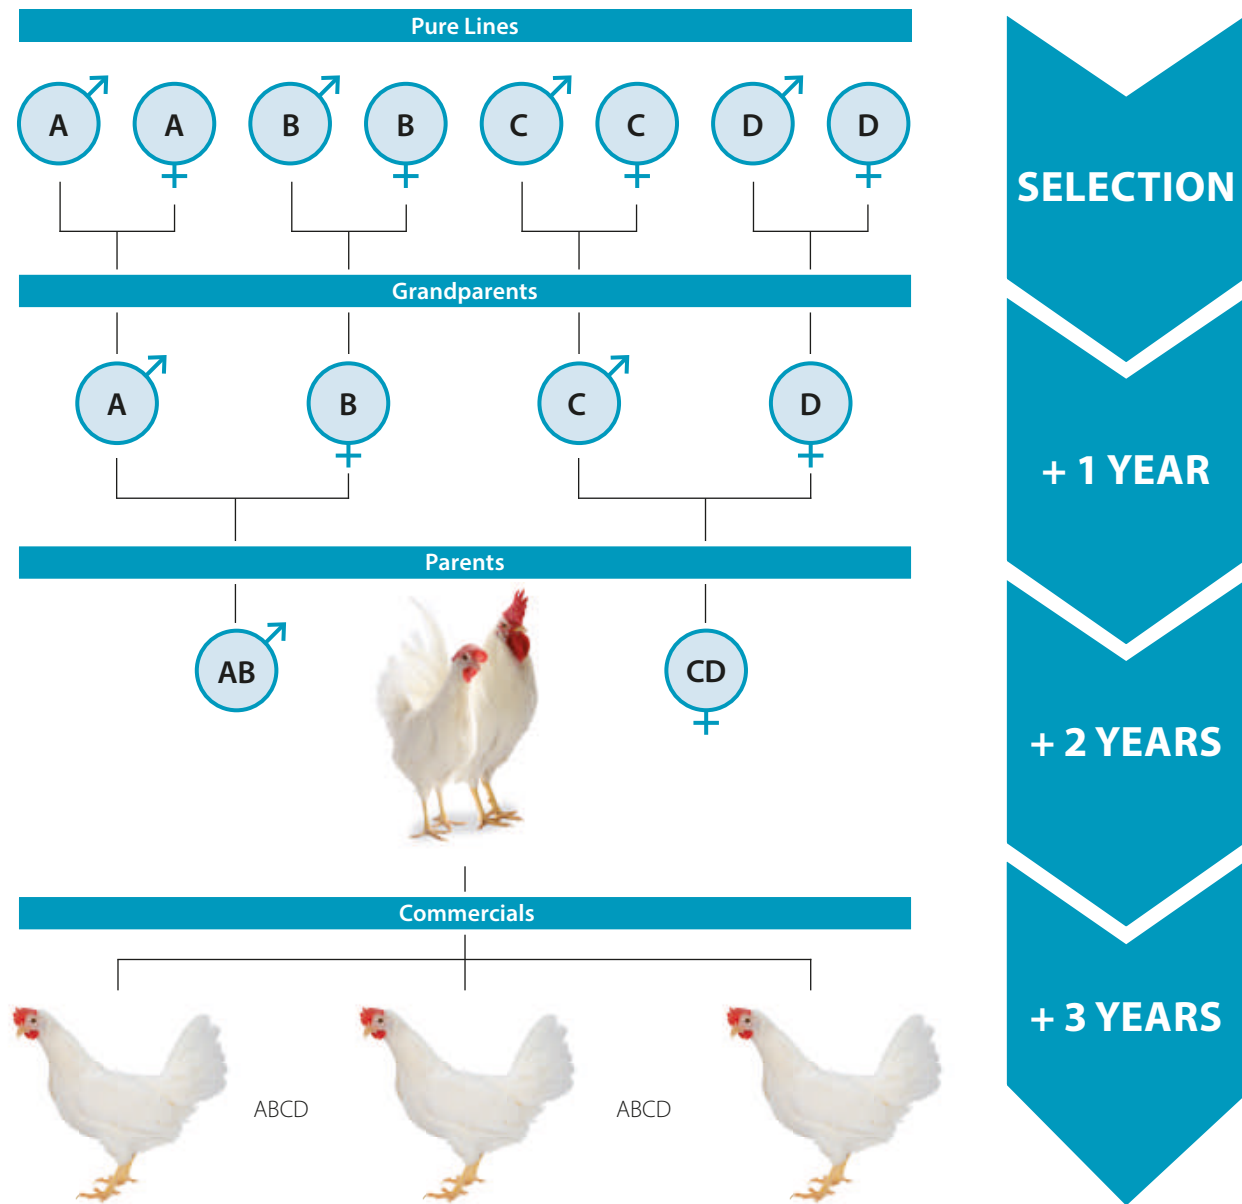 Pure Lines
A A B B C C D D
SELECTION
Grandparents
A B C D
+ 1 YEAR
Parents
AB CD
+ 2 YEARS
Commercials
+ 3 YEARS
ABCD ABCD